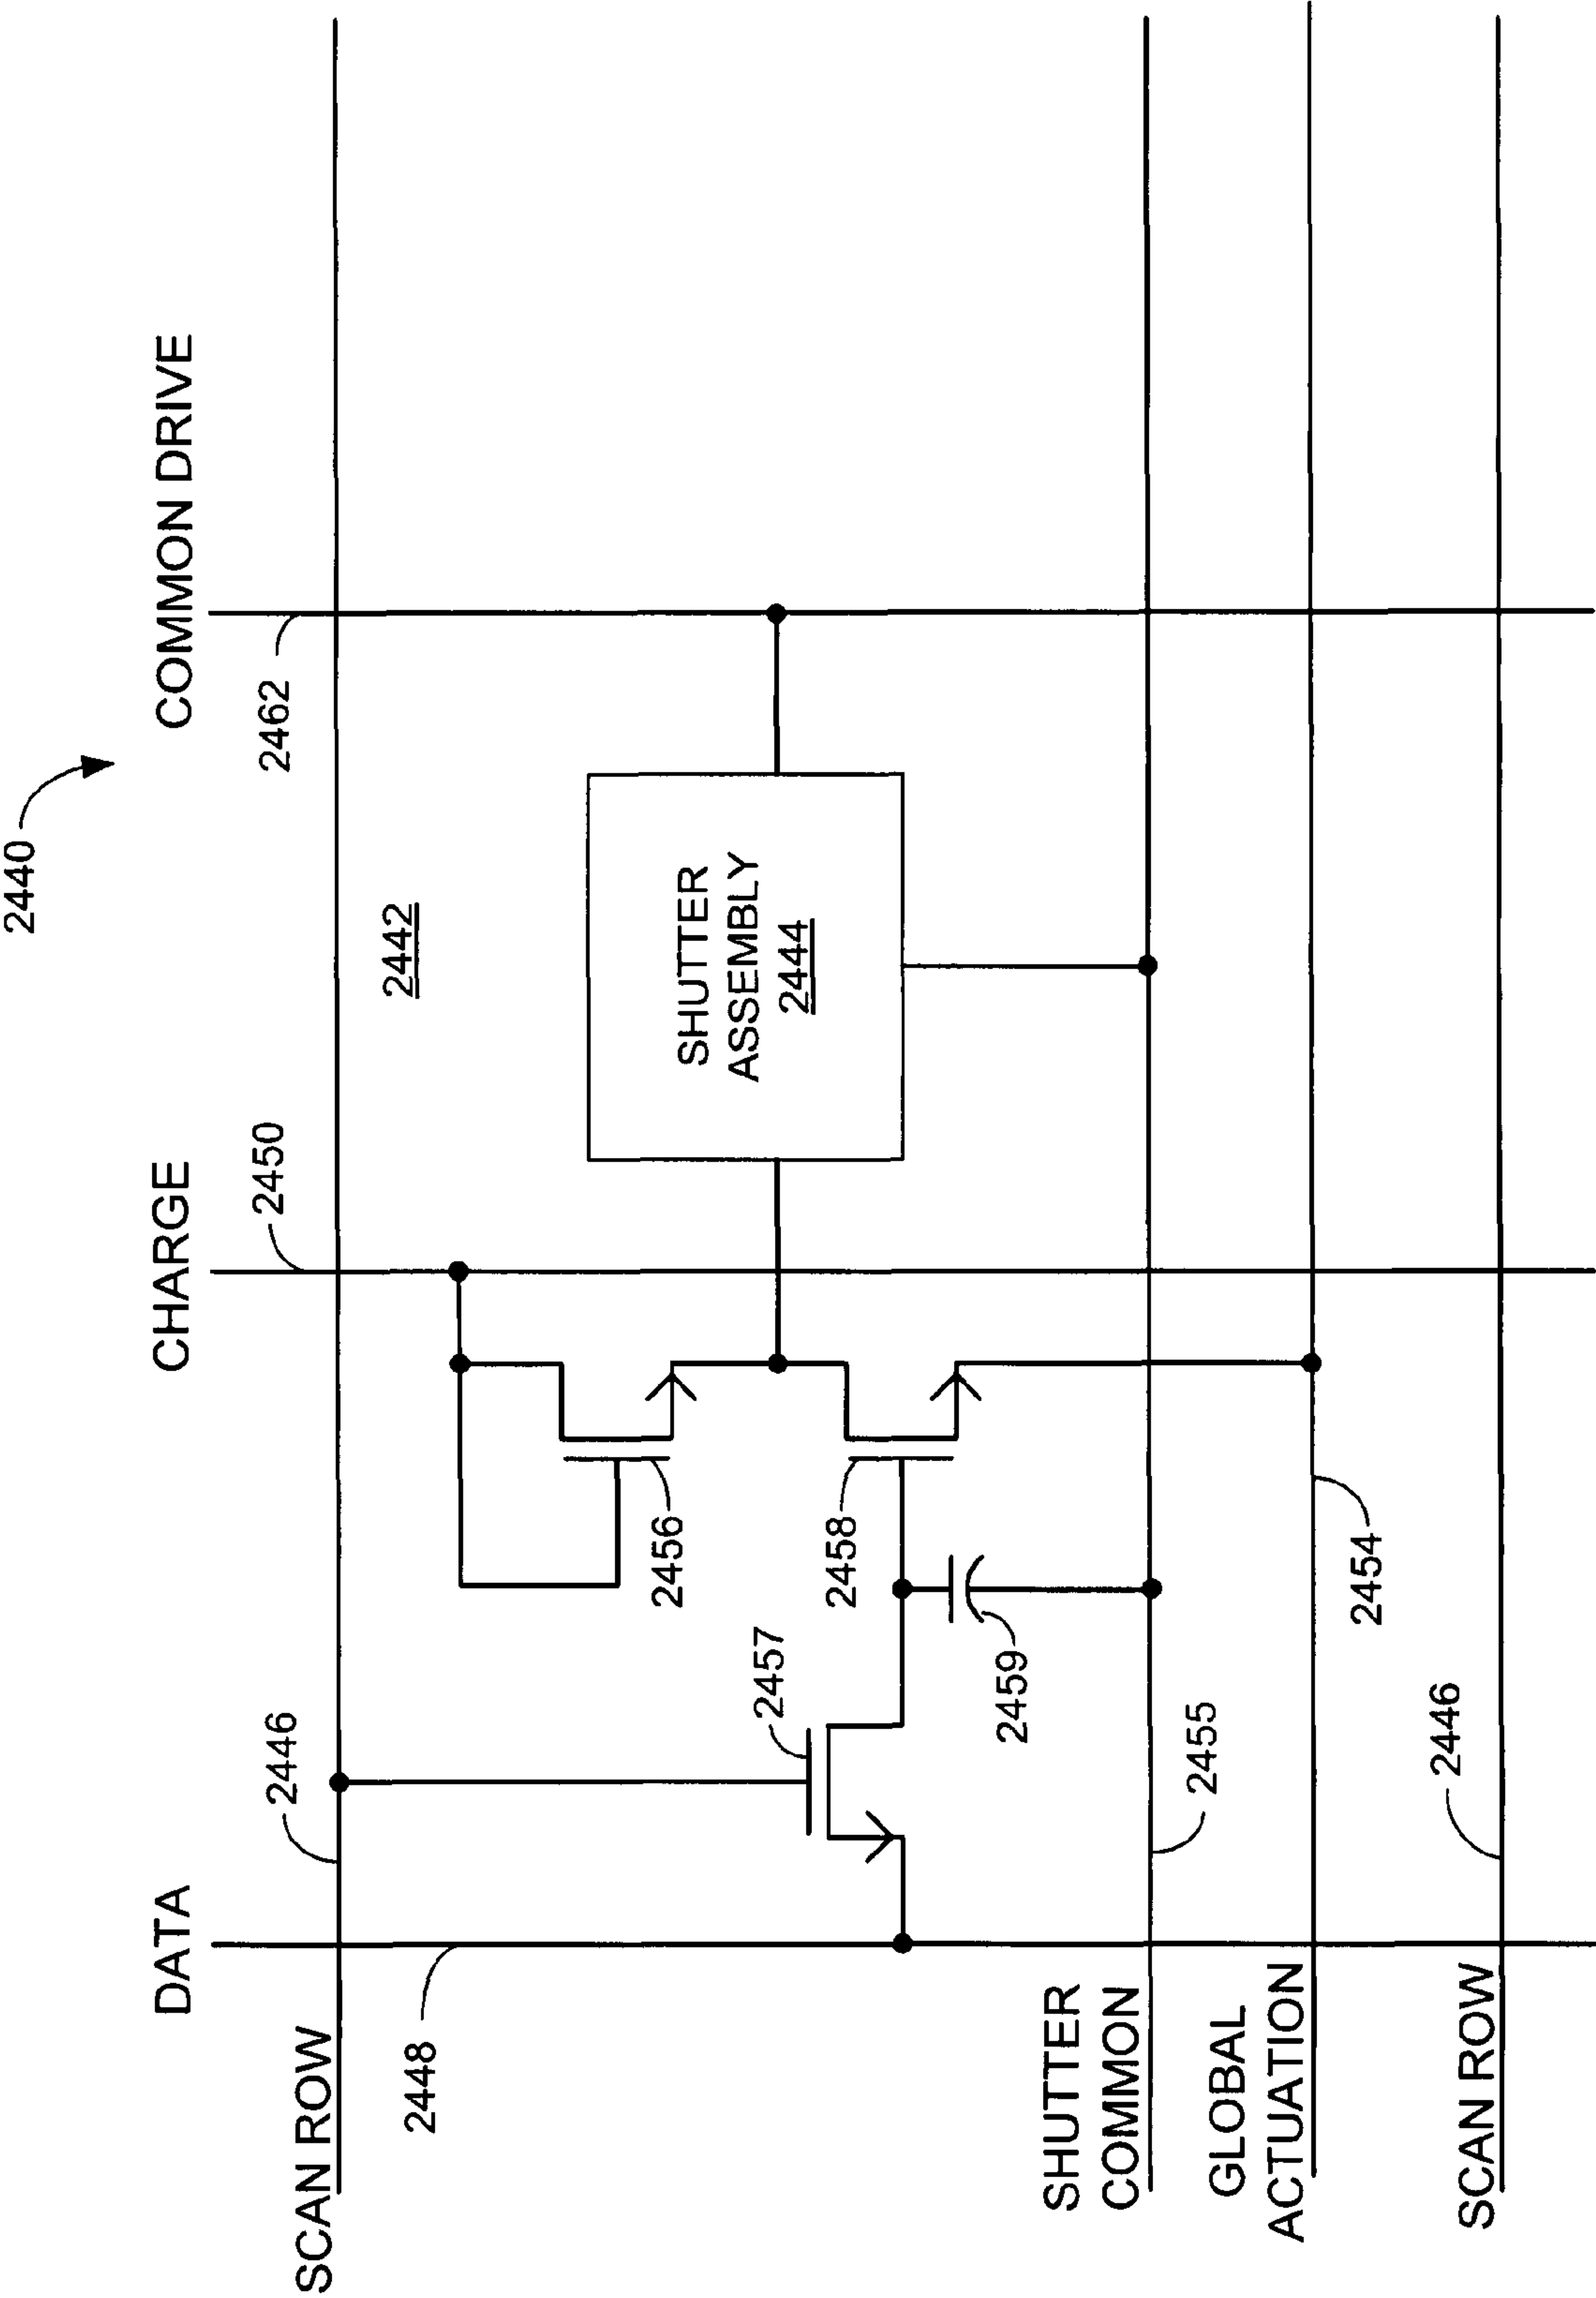 2440
DATA
CHARGE
COMMON DRIVE
SCAN ROW
2446
2450
2462
2448
2442
2456
2457
SHUTTER
ASSEMBLY
2444
2458
2459
SHUTTER
COMMON
2455
GLOBAL
ACTUATION
2454
SCAN ROW
2446